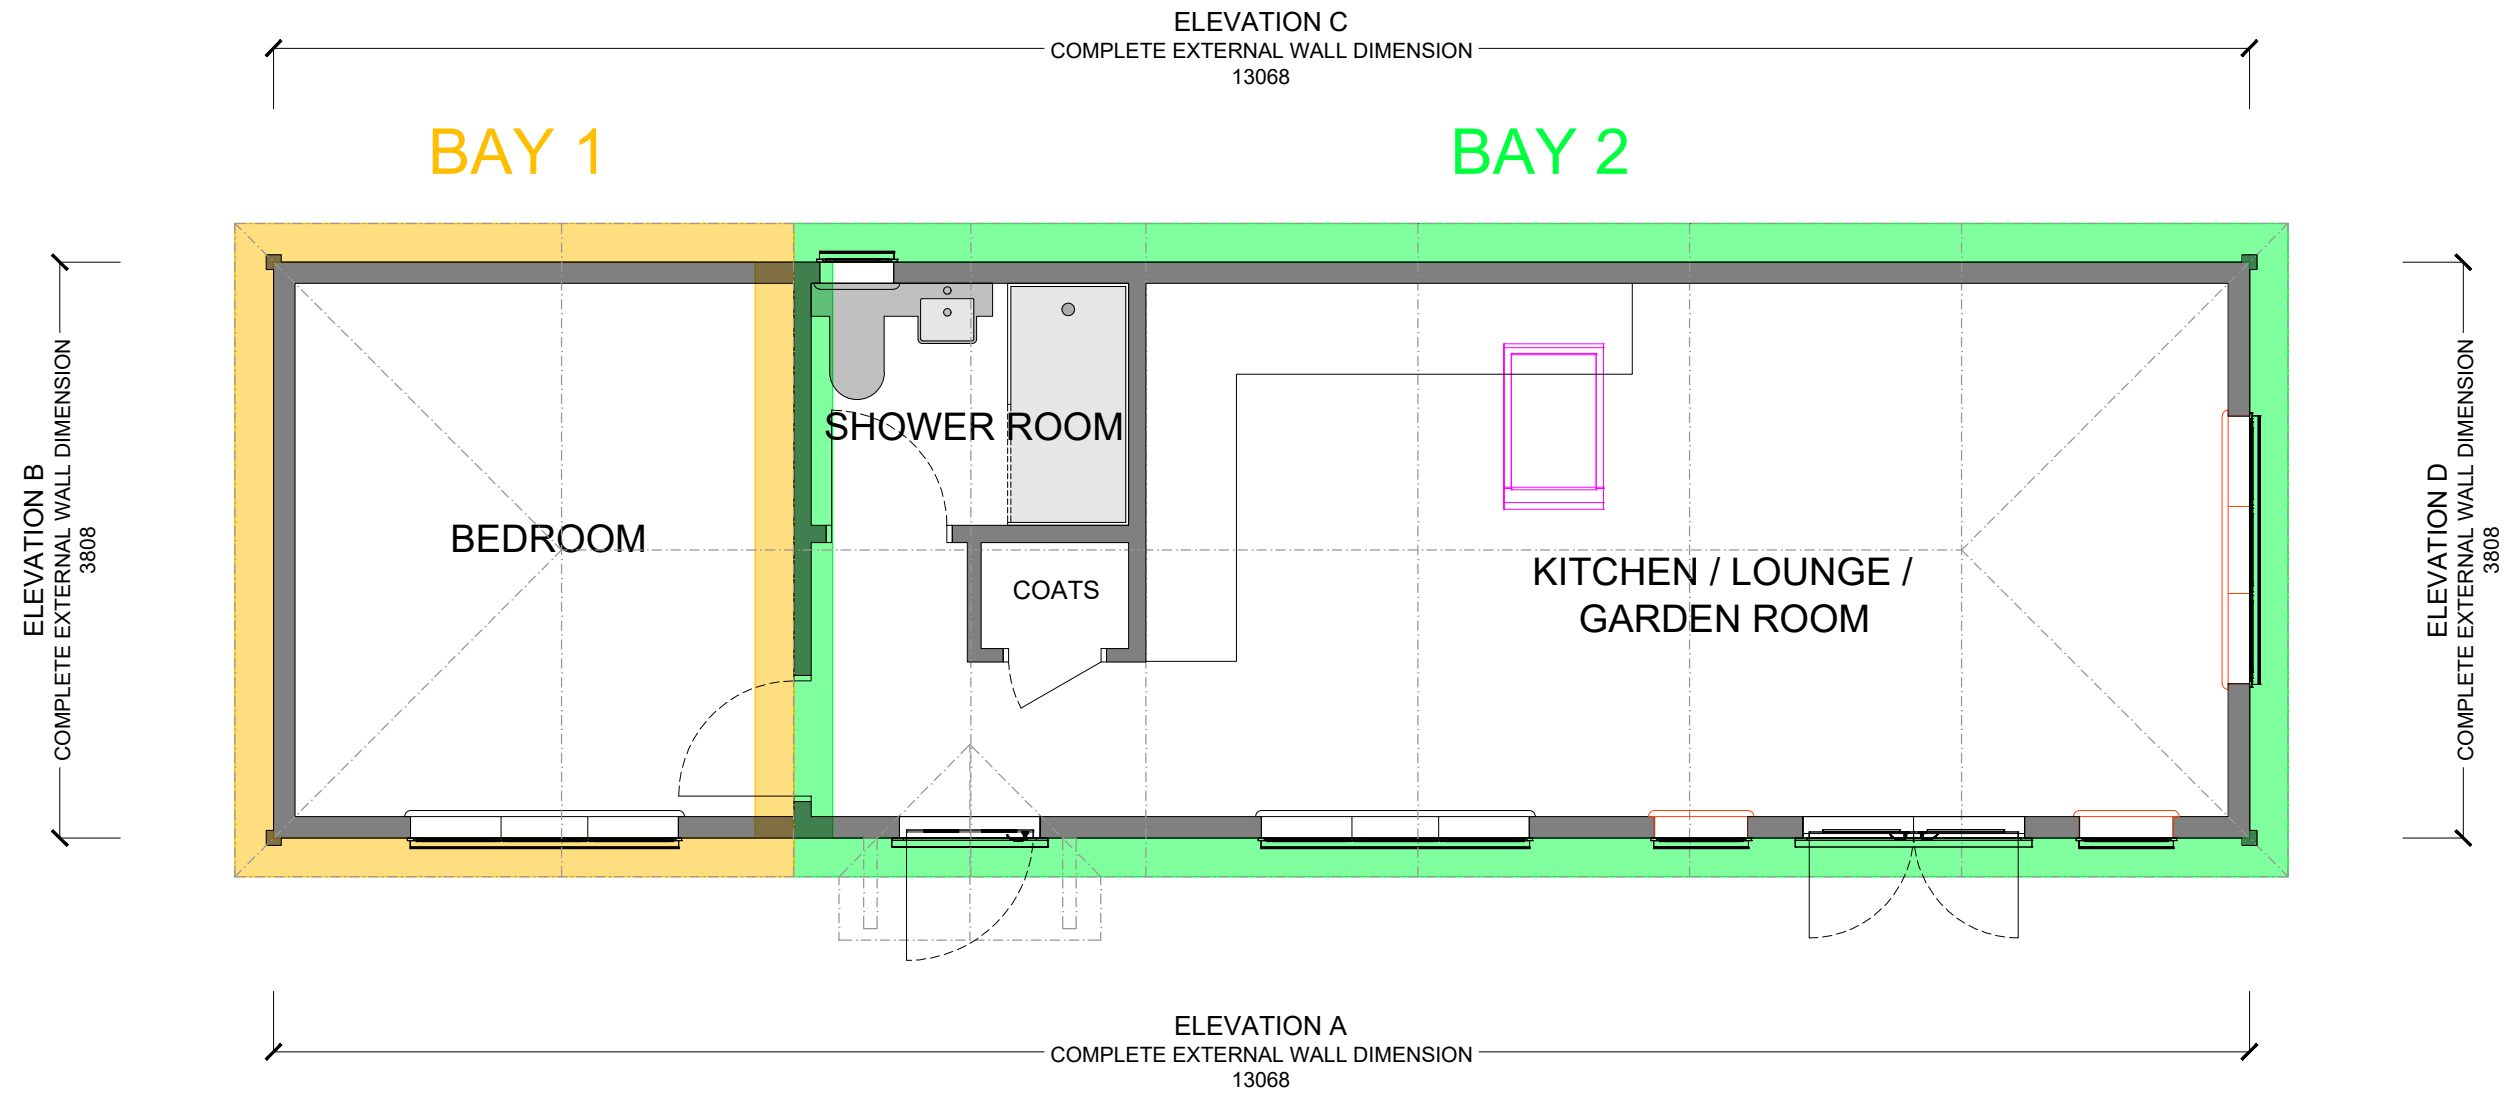 ELEVATION C
COMPLETE EXTERNAL WALL DIMENSION
13068
BAY 1
BAY 2
ELEVATION B
COMPLETE EXTERNAL WALL DIMENSION
3808
SHOWER ROOM
BEDROOM
COATS
KITCHEN / LOUNGE /
GARDEN ROOM
ELEVATION D
COMPLETE EXTERNAL WALL DIMENSION
3808
ELEVATION A
COMPLETE EXTERNAL WALL DIMENSION
13068